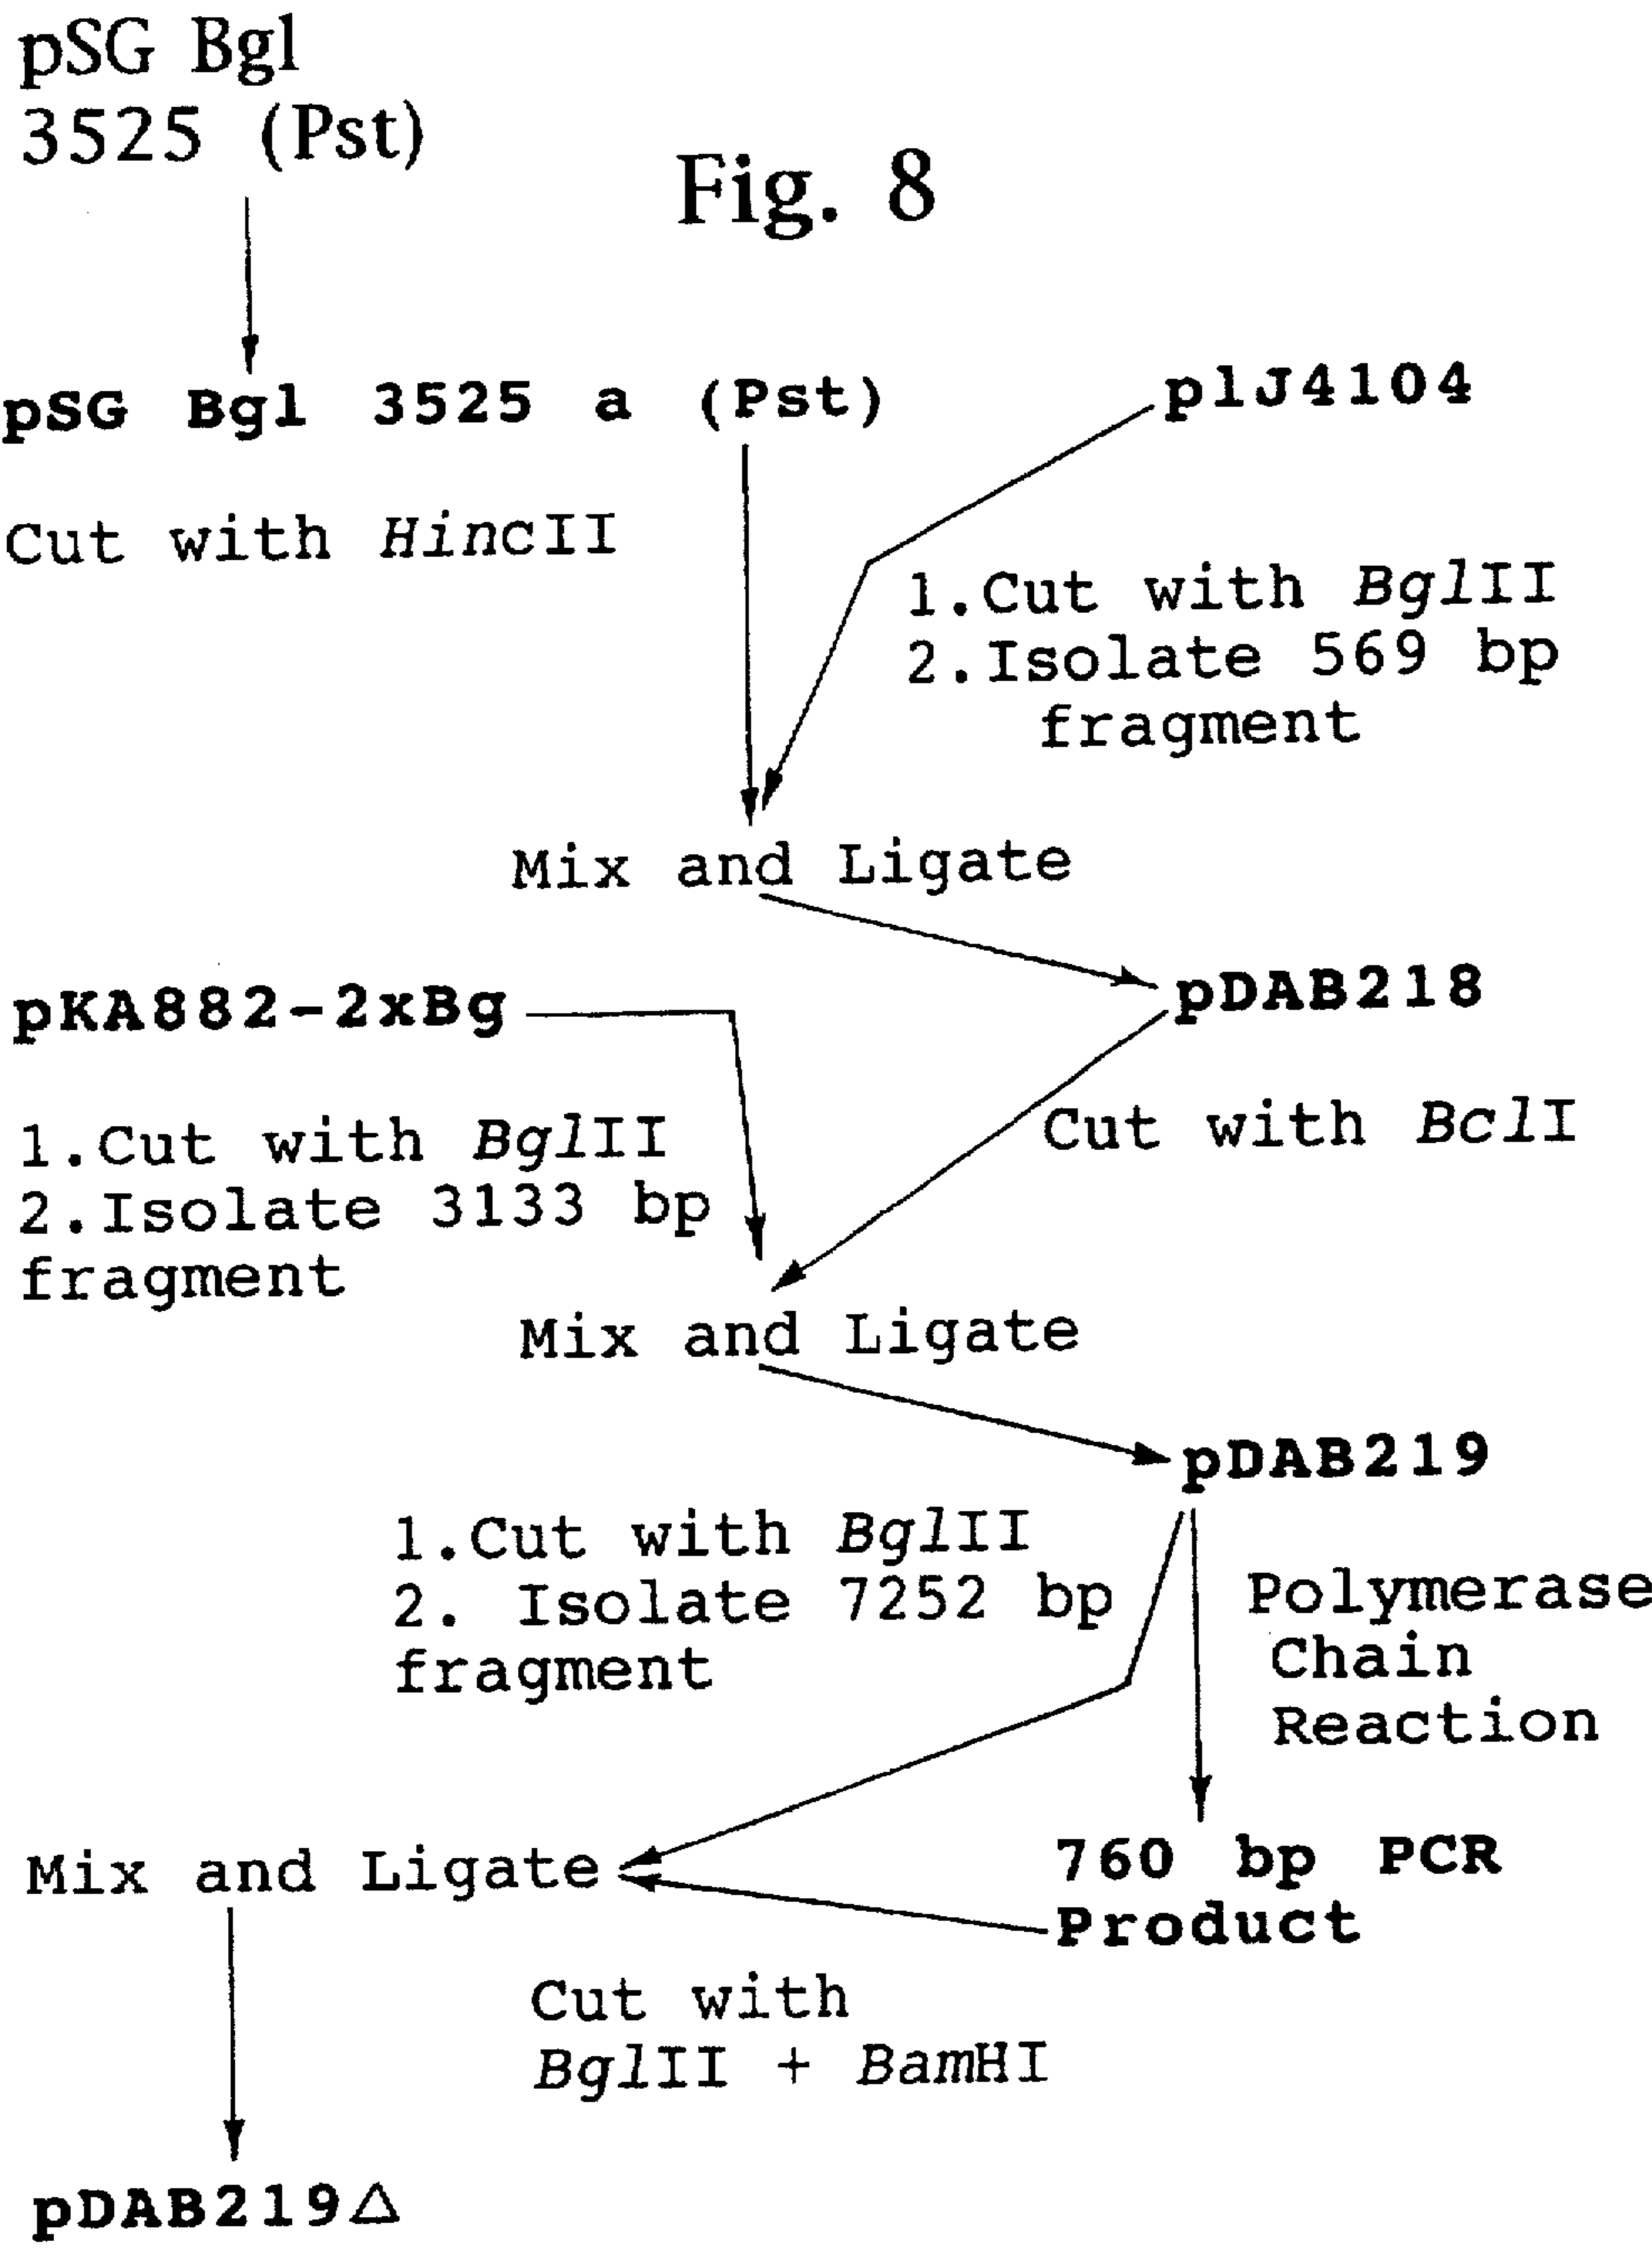 pSG Bgl
3525 (Pst)
Fig. 8
pSG Bgl 3525 a (Pst)
plJ4104
Cut with HincII
1.Cut with BglII
2.Isolate 569 bp
fragment
Mix and Ligate
pKA882-2xBg
pDAB218
1.Cut with BglII
2.Isolate 3133 bp
fragment
Cut with BclI
Mix and Ligate
pDAB219
1.Cut with BglII
2. Isolate 7252 bp
fragment
Polymerase
Chain
Reaction
Mix and Ligate
760 bp PCR
Product
Cut with
BglII + BamHI
pDAB219△